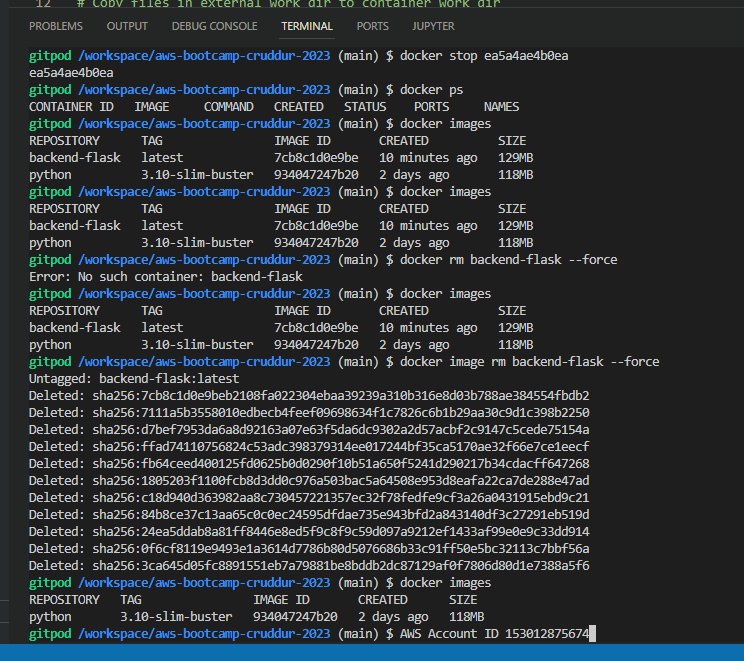 12 # Copy files in external work dir to container work dir
PROBLEMS OUTPUT DEBUG CONSOLE TERMINAL PORTS JUPYTER
gitpod /workspace/aws-bootcamp-cruddur-2023 (main) $ docker stop ea5a4ae4b0ea
ea5a4ae4b0ea
gitpod /workspace/aws-bootcamp-cruddur-2023 (main) $ docker ps
CONTAINER ID IMAGE COMMAND CREATED STATUS PORTS NAMES
gitpod /workspace/aws-bootcamp-cruddur-2023 (main) $ docker images
REPOSITORY TAG IMAGE ID CREATED SIZE
backend-flask latest 7cb8c1d0e9be 10 minutes ago 129MB
python 3.10-slim-buster 934047247b20 2 days ago 118MB
gitpod /workspace/aws-bootcamp-cruddur-2023 (main) $ docker images
REPOSITORY TAG IMAGE ID CREATED SIZE
backend-flask latest 7cb8c1d0e9be 10 minutes ago 129MB
python 3.10-slim-buster 934047247b20 2 days ago 118MB
gitpod /workspace/aws-bootcamp-cruddur-2023 (main) $ docker rm backend-flask --force
Error: No such container: backend-flask
gitpod /workspace/aws-bootcamp-cruddur-2023 (main) $ docker images
REPOSITORY TAG IMAGE ID CREATED SIZE
backend-flask latest 7cb8c1d0e9be 10 minutes ago 129MB
python 3.10-slim-buster 934047247b20 2 days ago 118MB
gitpod /workspace/aws-bootcamp-cruddur-2023 (main) $ docker image rm backend-flask --force
Untagged: backend-flask:latest
Deleted: sha256:7cb8c1d0e9beb2108fa022304ebaa39239a310b316e8d03b788ae384554fbdb2
Deleted: sha256:7111a5b3558010edbecb4feef09698634f1c7826c6b1b29aa30c9d1c398b2250
Deleted: sha256:d7bef7953da6a8d92163a07e63f5da6dc9302a2d57acbf2c9147c5cede75154a
Deleted: sha256:ffad74110756824c53adc398379314ee017244bf35ca5170ae32f66e7ce1eecf
Deleted: sha256:fb64ceed400125fd0625b0d0290f10b51a650f5241d290217b34cdacff647268
Deleted: sha256:1805203f1100fcb8d3dd0c976a503bac5a64508e953d8eafa22ca7de288e47ad
Deleted: sha256:c18d940d363982aa8c730457221357ec32f78fedfe9cf3a26a0431915ebd9c21
Deleted: sha256:84b8ce37c13aa65c0c0ec24595dfdae735e943bfd2a843140df3c27291eb519d
Deleted: sha256:24ea5ddab8a81ff8446e8ed5f9c8f9c59d097a9212ef1433af99e0e9c33dd914
Deleted: sha256:0f6cf8119e9493e1a3614d7786b80d5076686b33c91ff50e5bc32113c7bbf56a
Deleted: sha256:3ca645d05fc8891551eb7a79881be8bddb2dc87129af0f7806d80d1e7388a5f6
gitpod /workspace/aws-bootcamp-cruddur-2023 (main) $ docker images
REPOSITORY TAG IMAGE ID CREATED SIZE
python 3.10-slim-buster 934047247b20 2 days ago 118MB
gitpod /workspace/aws-bootcamp-cruddur-2023 (main) $ AWS Account ID 153012875674